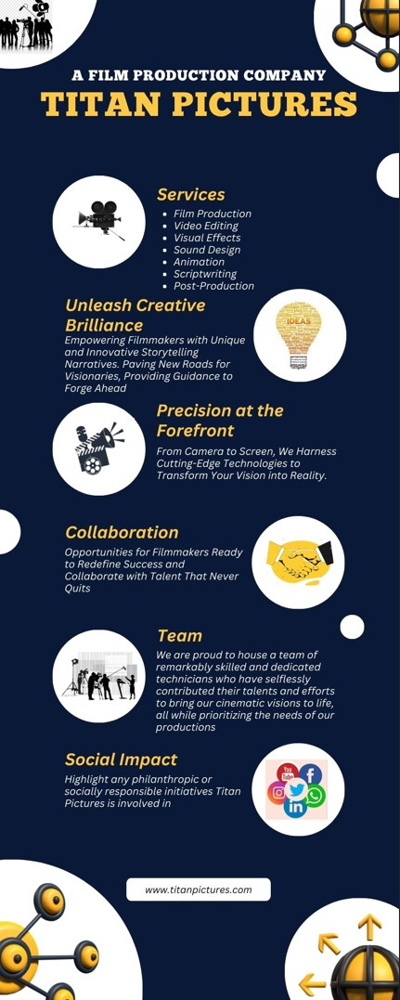 A FILM PRODUCTION COMPANY
TITAN PICTURES
Services
Film Production
Video Editing
Visual Effects
Sound Design
Animation
Scriptwriting
Post-Production
Unleash Creative
Brilliance
Empowering Filmmakers with Unique
and Innovative Storytelling
Narratives. Paving New Roads for
Visionaries, Providing Guidance to
Forge Ahead
IDEAS
Precision at the
Forefront
From Camera to Screen, We Harness
Cutting-Edge Technologies to
Transform Your Vision into Reality.
Collaboration
Opportunities for Filmmakers Ready
to Redefine Success and
Collaborate with Talent That Never
Quits
Team
We are proud to house a team of
remarkably skilled and dedicated
technicians who have selflessly
contributed their talents and efforts
to bring our cinematic visions to life,
all while prioritizing the needs of our
productions
Social Impact
Highlight any philanthropic or
socially responsible initiatives Titan
Pictures is involved in
You
Tube
f
in
www.titanpictures.com